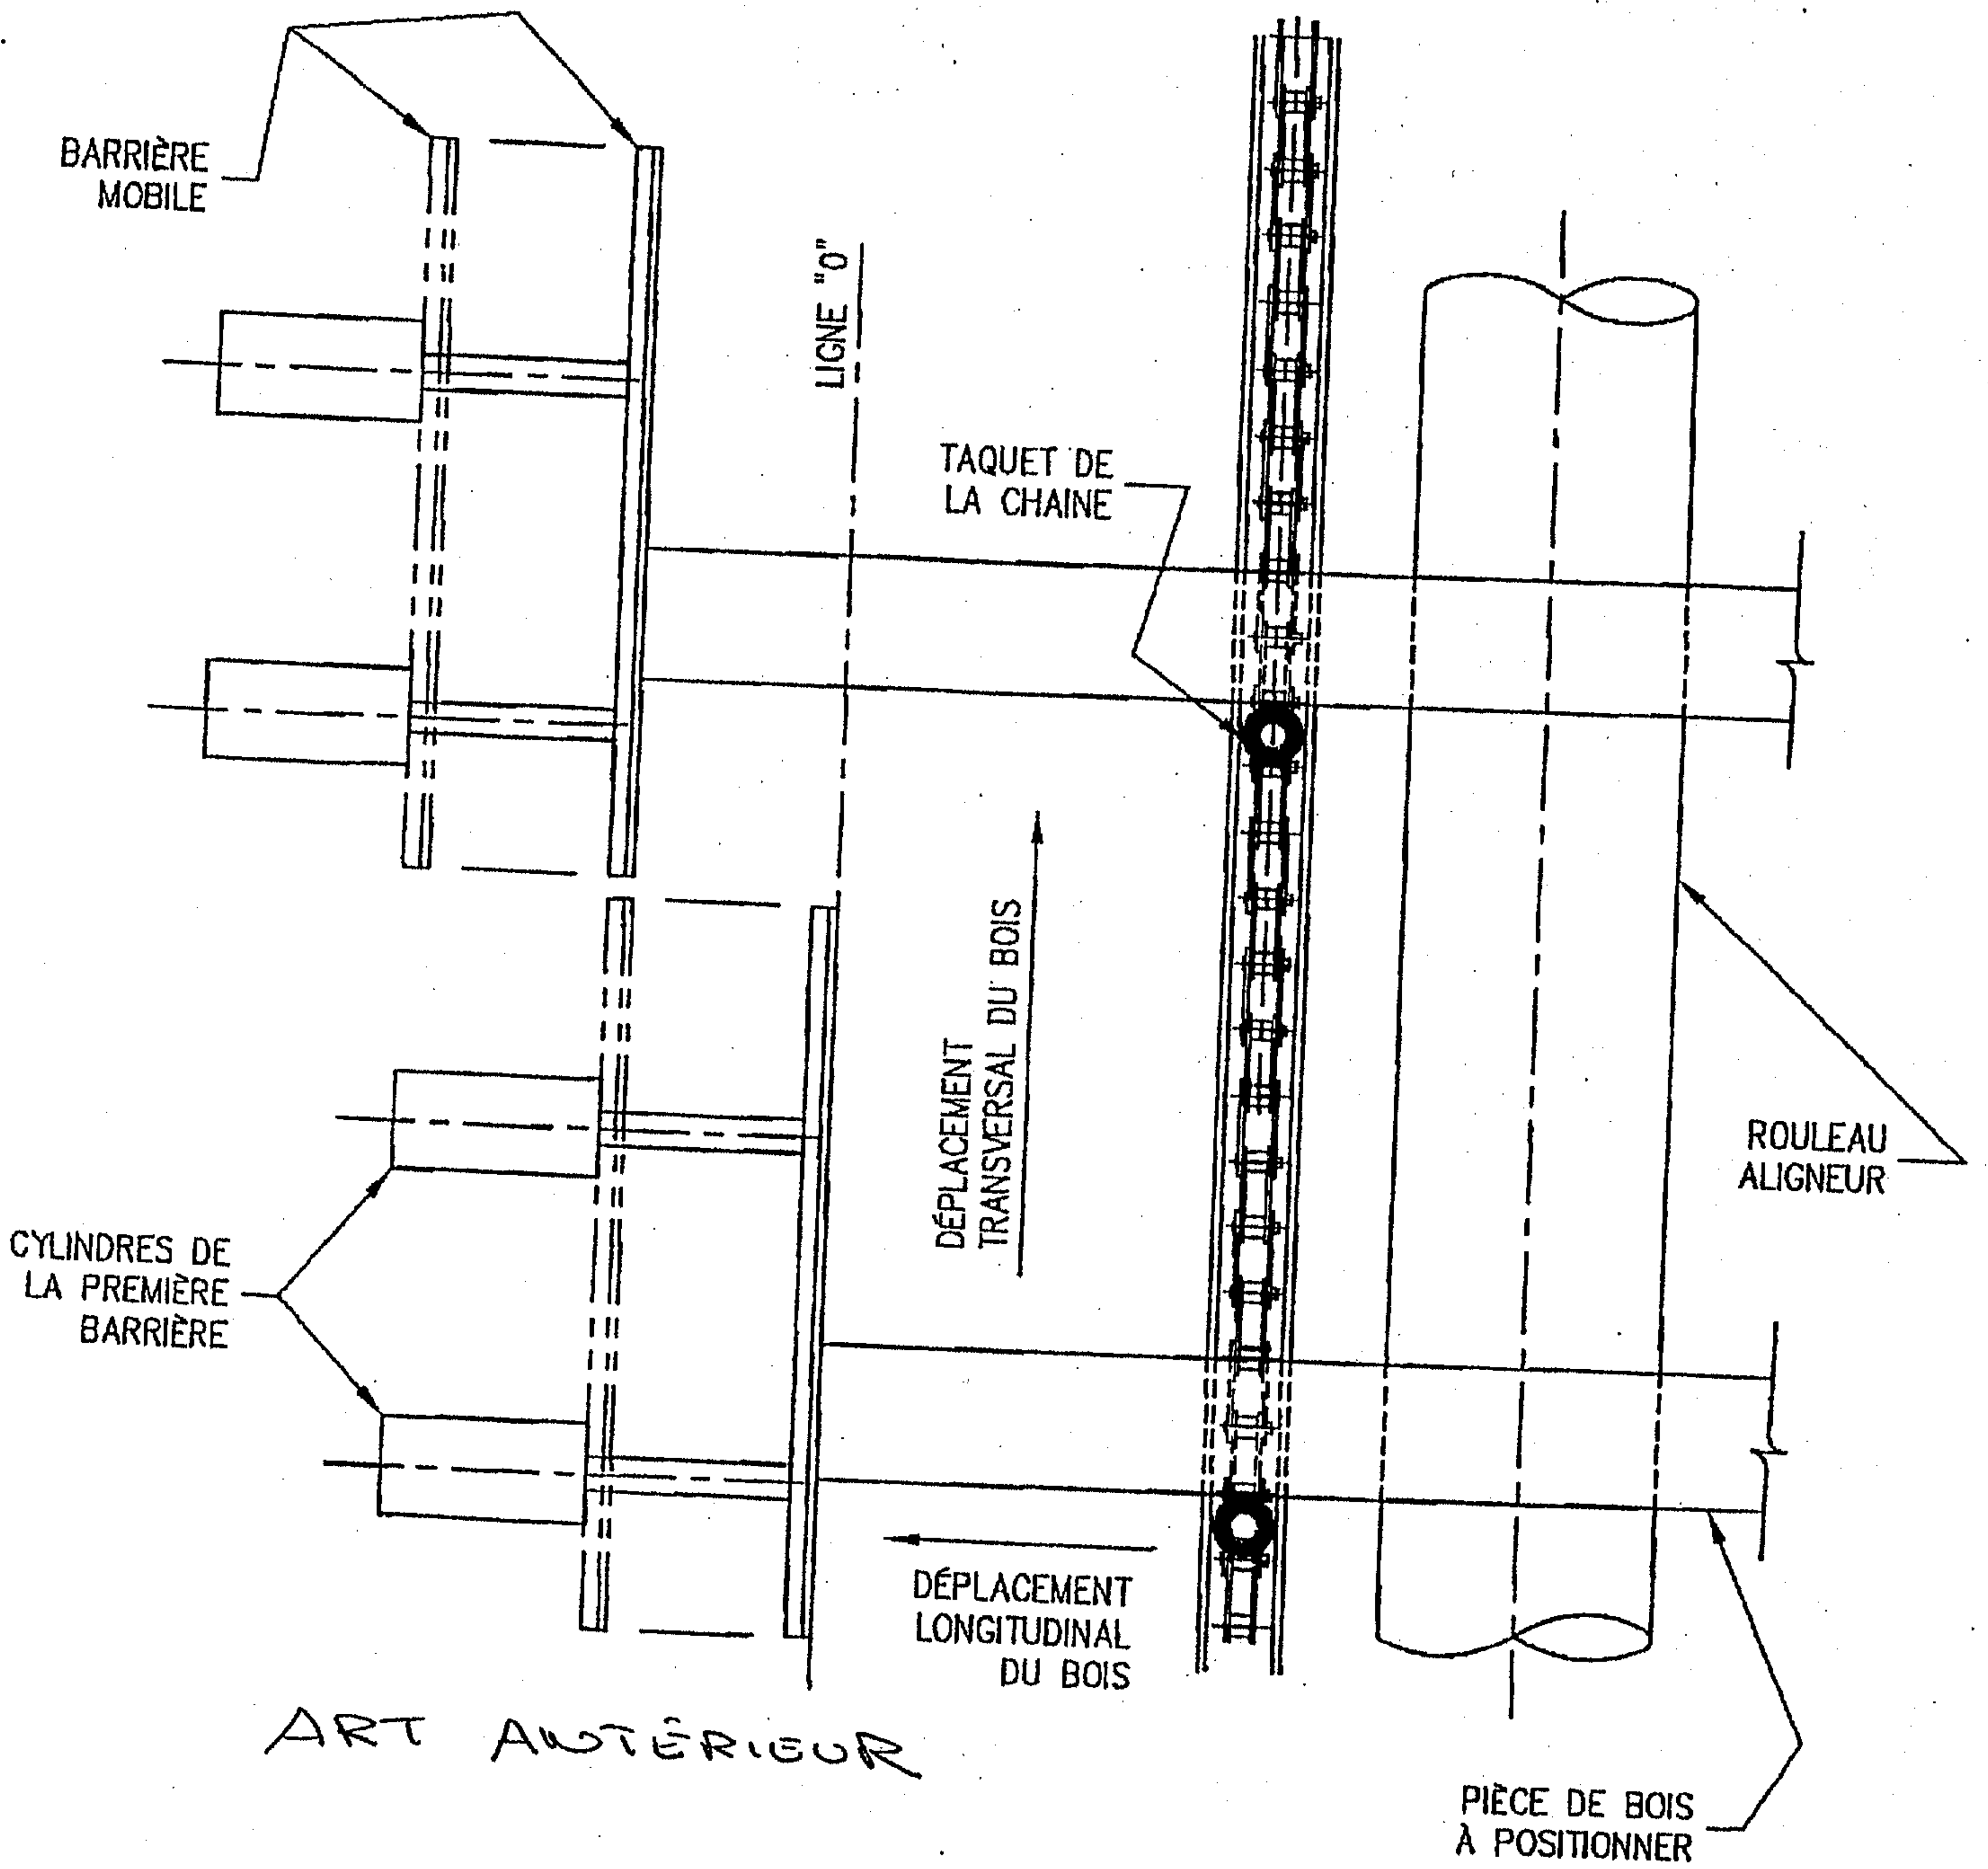 BARRIÈRE
MOBILE
LIGNE "O"
TAQUET DE
LA CHAINE
DÉPLACEMENT
TRANSVERSAL DU BOIS
ROULEAU
ALIGNEUR
CYLINDRES DE
LA PREMIÈRE
BARRIÈRE
DÉPLACEMENT
LONGITUDINAL
DU BOIS
ART ANTÉRIEUR
PIÈCE DE BOIS
À POSITIONNER